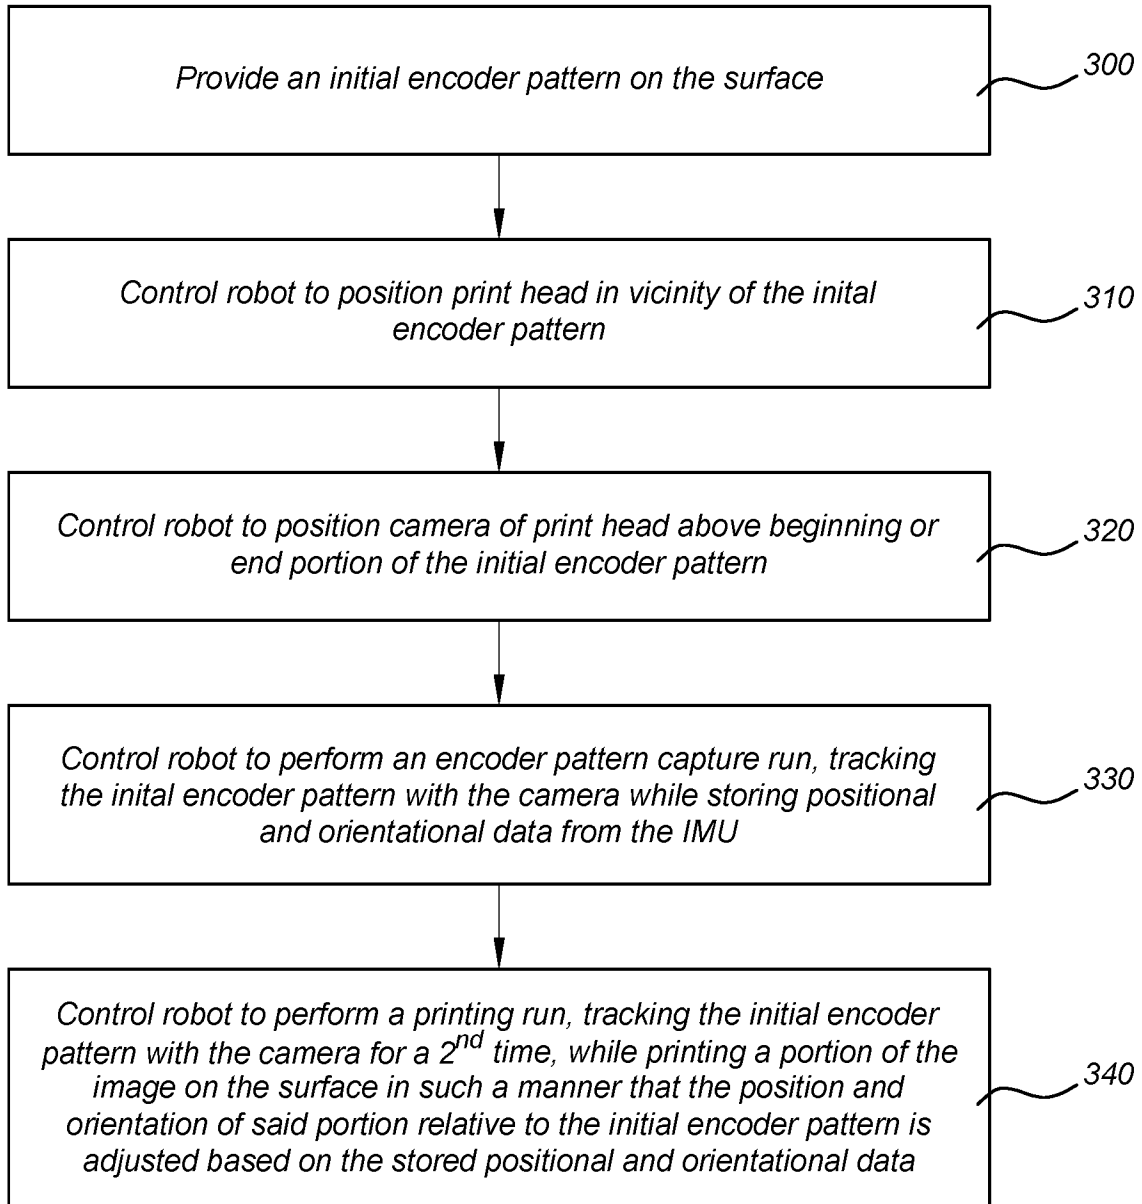 Provide an initial encoder pattern on the surface
300
Control robot to position print head in vicinity of the inital
encoder pattern
310
Control robot to position camera of print head above beginning or
end portion of the initial encoder pattern
320
Control robot to perform an encoder pattern capture run, tracking
the inital encoder pattern with the camera while storing positional
and orientational data from the IMU
330
Control robot to perform a printing run, tracking the initial encoder
pattern with the camera for a 2nd time, while printing a portion of the
image on the surface in such a manner that the position and
orientation of said portion relative to the initial encoder pattern is
adjusted based on the stored positional and orientational data
340